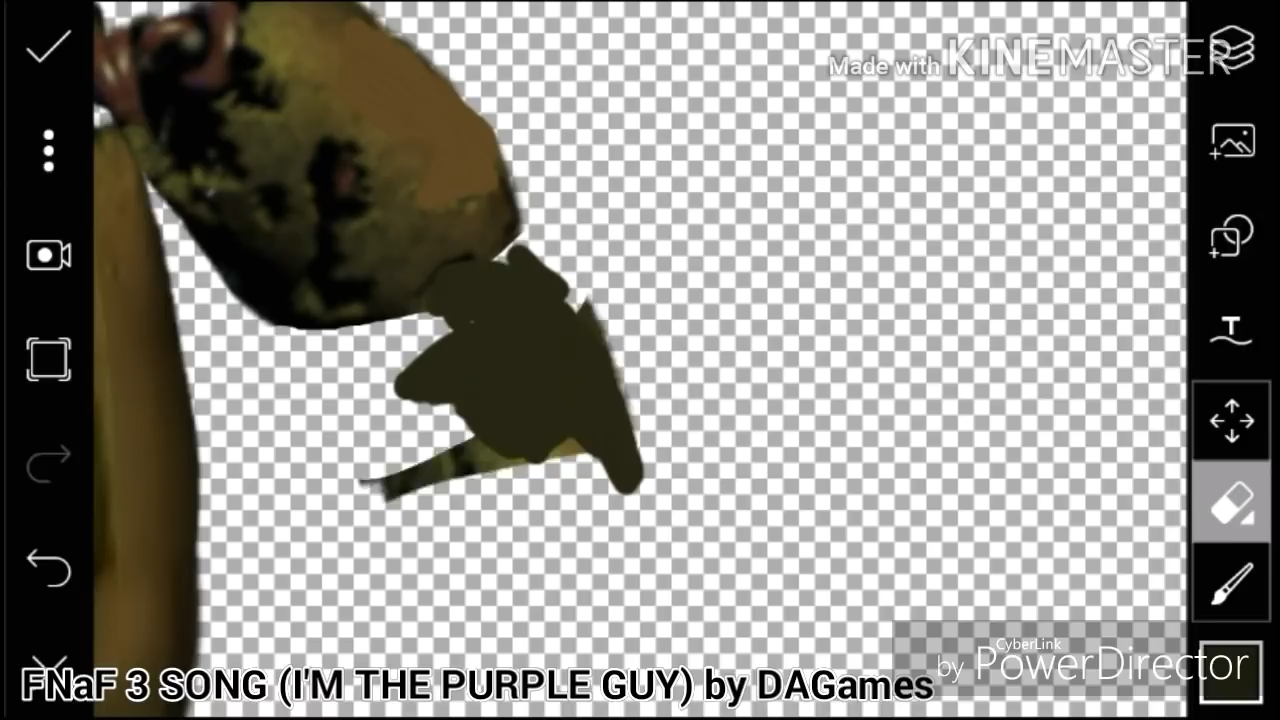 Made with KINEMASTER
T
CyberLink
by PowerDirector
FNaF 3 SONG (I'M THE PURPLE GUY) by DAGames